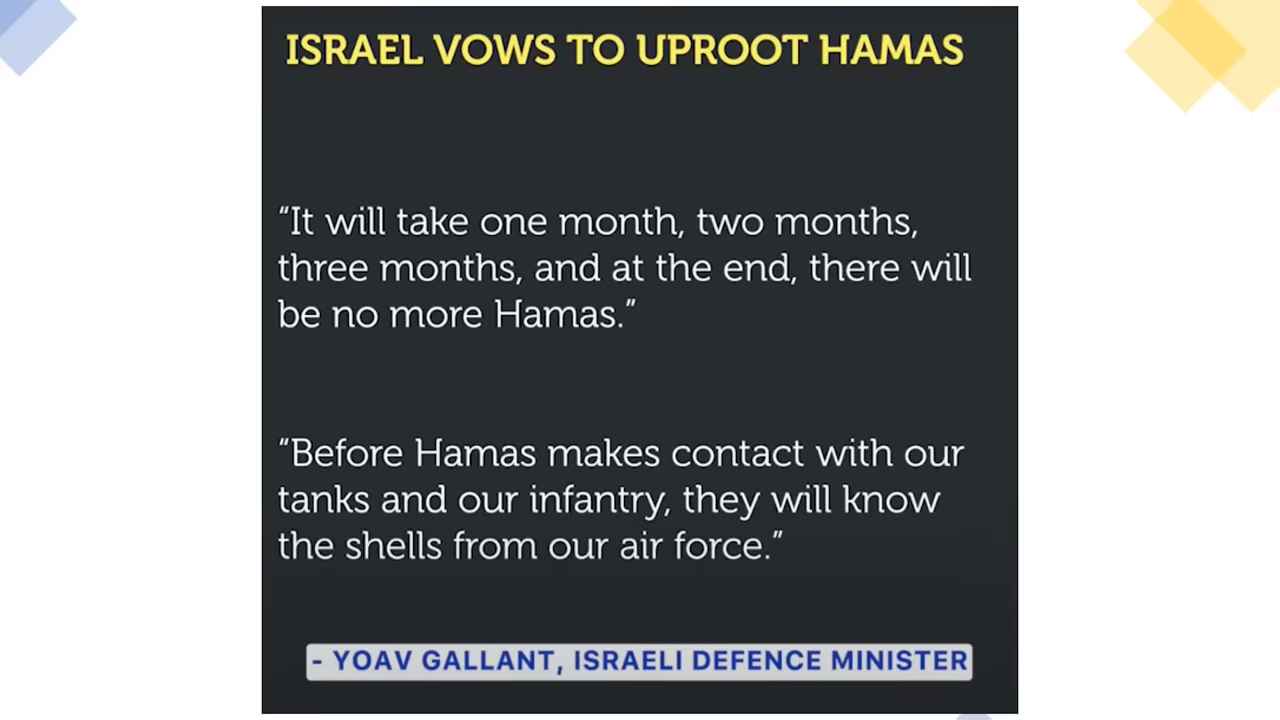 ISRAEL VOWS TO UPROOT HAMAS
“It will take one month, two months,
three months, and at the end, there will
be no more Hamas.”
“Before Hamas makes contact with our
tanks and our infantry, they will know
the shells from our air force.”
- YOAV GALLANT, ISRAELI DEFENCE MINISTER